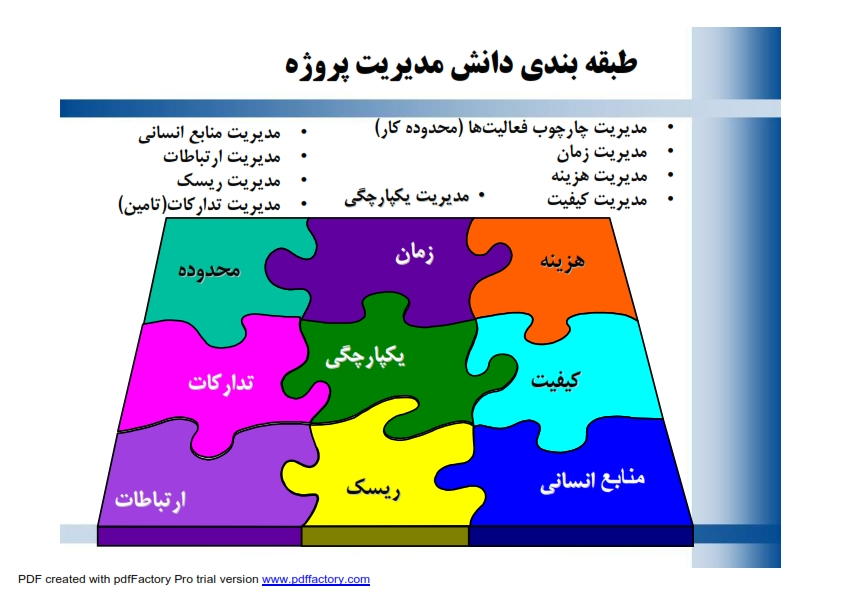 طبقه بندی دانش مدیریت پروژه
• مدیریت چارچوب فعالیت‌ها (محدوده کار)
• مدیریت زمان
• مدیریت هزینه
• مدیریت کیفیت
• مدیریت یکپارچگی
• مدیریت منابع انسانی
• مدیریت ارتباطات
• مدیریت ریسک
• مدیریت تدارکات(تامین)
هزینه
زمان
محدوده
کیفیت
یکپارچگی
تدارکات
منابع انسانی
ریسک
ارتباطات
PDF created with pdfFactory Pro trial version www.pdffactory.com